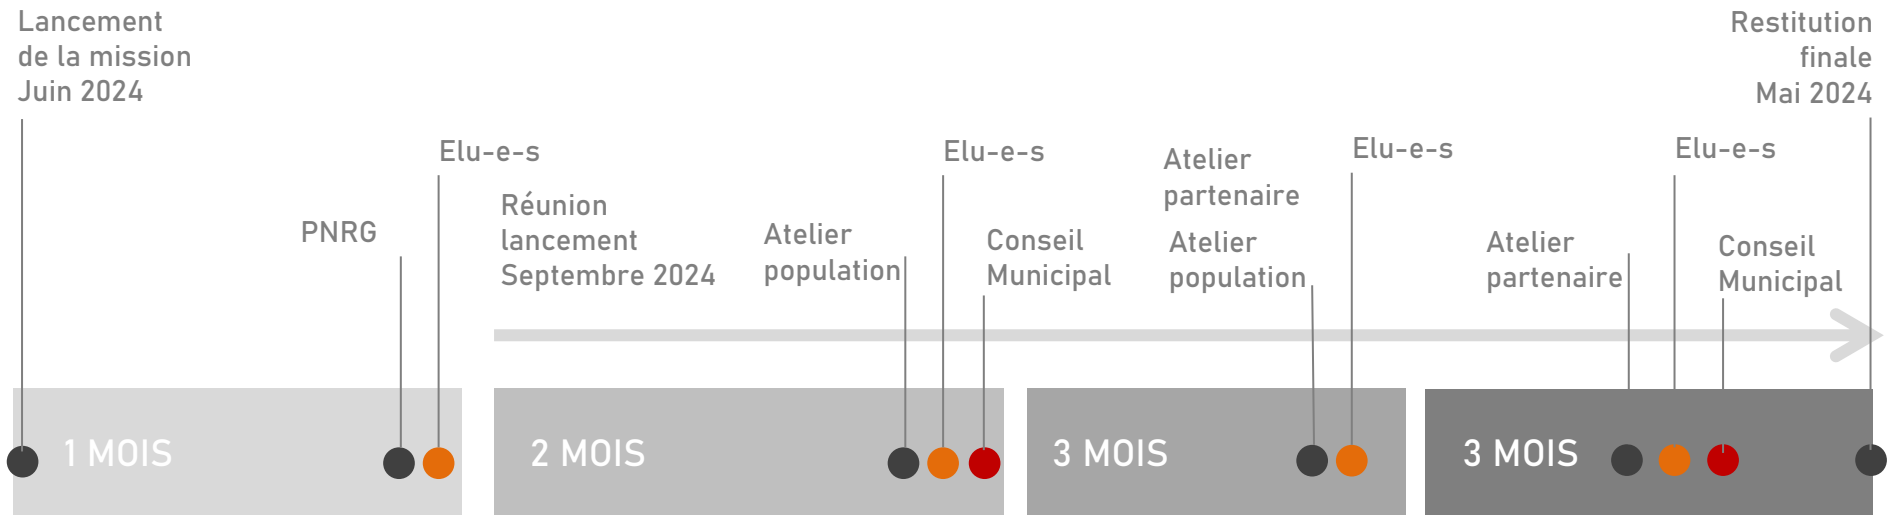 Lancement
de la mission
Juin 2024
Restitution
finale
Mai 2024
Elu-e-s
Elu-e-s
Elu-e-s
Elu-e-s
PNRG
Réunion
lancement
Septembre 2024
Atelier
population
Conseil
Municipal
Atelier
partenaire
Atelier
population
Atelier
partenaire
Conseil
Municipal
1 MOIS
2 MOIS
3 MOIS
3 MOIS